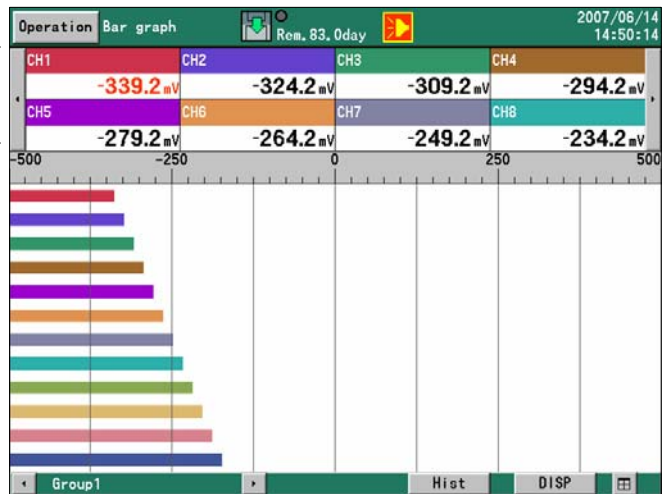 Operation Bar graph Rem. 83. 0day 2007/06/14
14:50:14
CH1 CH2 CH3 CH4
-339.2 mV -324.2 mV -309.2 mV -294.2 mV
CH5 CH6 CH7 CH8
-279.2 mV -264.2 mV -249.2 mV -234.2 mV
-500 -250 0 250 500
Group1 Hist DISP